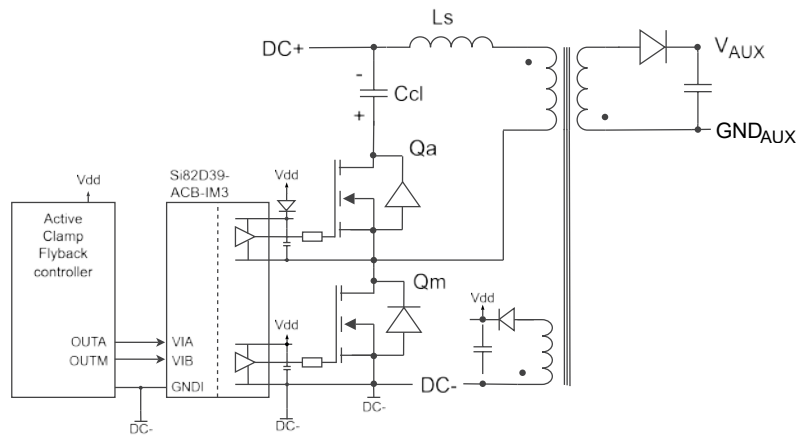 Ls
DC+
-
Ccl
+
VAUX
GNDAUX
Qa
Si82D39-
ACB-IM3
Vdd
Vdd
Active
Clamp
Flyback
controller
Qm
Vdd
Vdd
OUTA
VIA
OUTM
VIB
GNDI
DC-
DC-
DC-
DC-